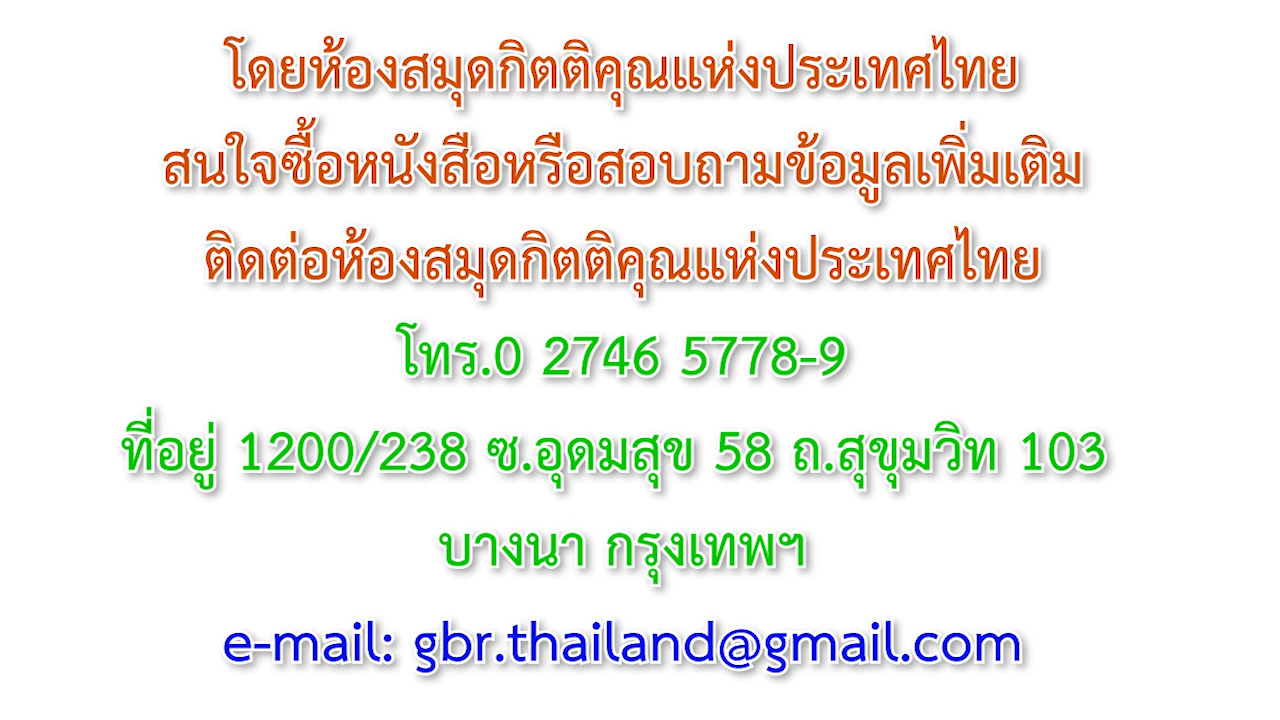 โดยห้องสมุดกิตติคุณแห่งประเทศไทย
สนใจซื้อหนังสือหรือสอบถามข้อมูลเพิ่มเติม
ติดต่อห้องสมุดกิตติคุณแห่งประเทศไทย
โทร.0 2746 5778-9
ที่อยู่ 1200/238 ซ.อุดมสุข 58 ถ.สุขุมวิท 103
บางนา กรุงเทพฯ
e-mail: gbr.thailand@gmail.com